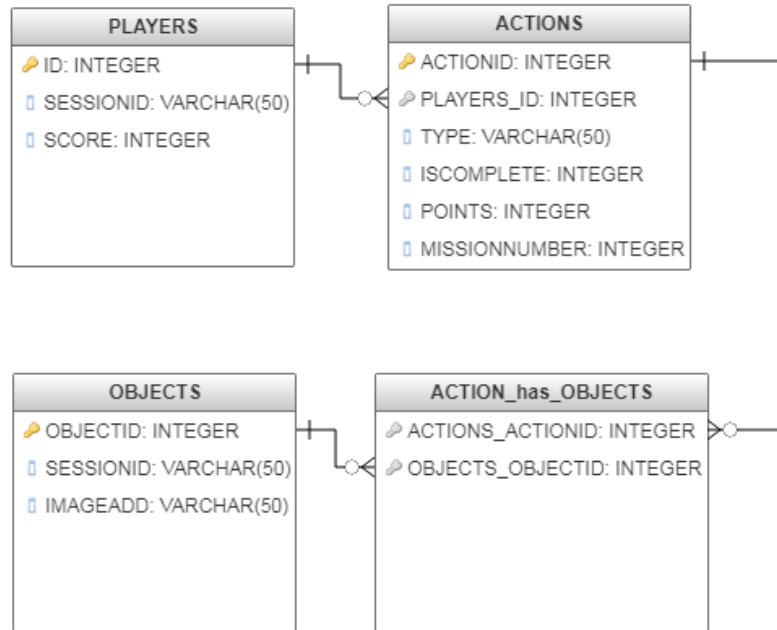 PLAYERS
ID: INTEGER
SESSIONID: VARCHAR(50)
SCORE: INTEGER
ACTIONS
ACTIONID: INTEGER
PLAYERS_ID: INTEGER
TYPE: VARCHAR(50)
ISCOMPLETE: INTEGER
POINTS: INTEGER
MISSIONNUMBER: INTEGER
OBJECTS
OBJECTID: INTEGER
SESSIONID: VARCHAR(50)
IMAGEADD: VARCHAR(50)
ACTION_has_OBJECTS
ACTIONS_ACTIONID: INTEGER
OBJECTS_OBJECTID: INTEGER